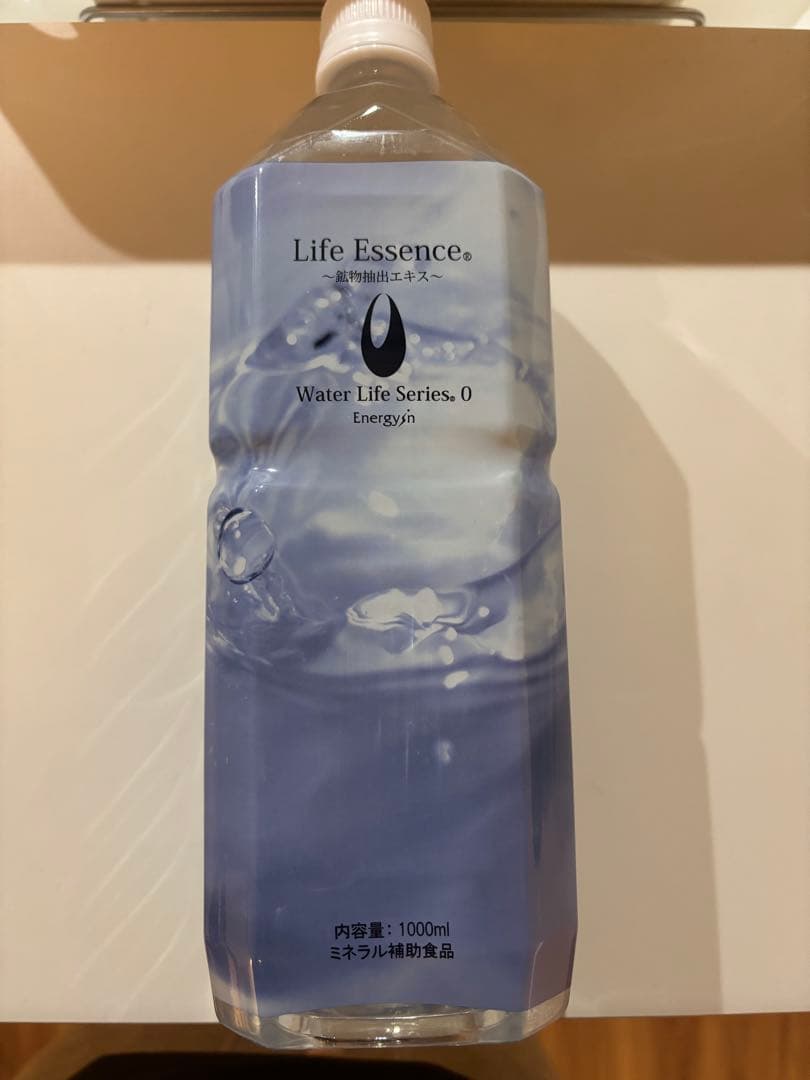 Life Essence®
～鉱物抽出エキス～
Water Life Series® 0
Energysin
内容量：1000ml
ミネラル補助食品